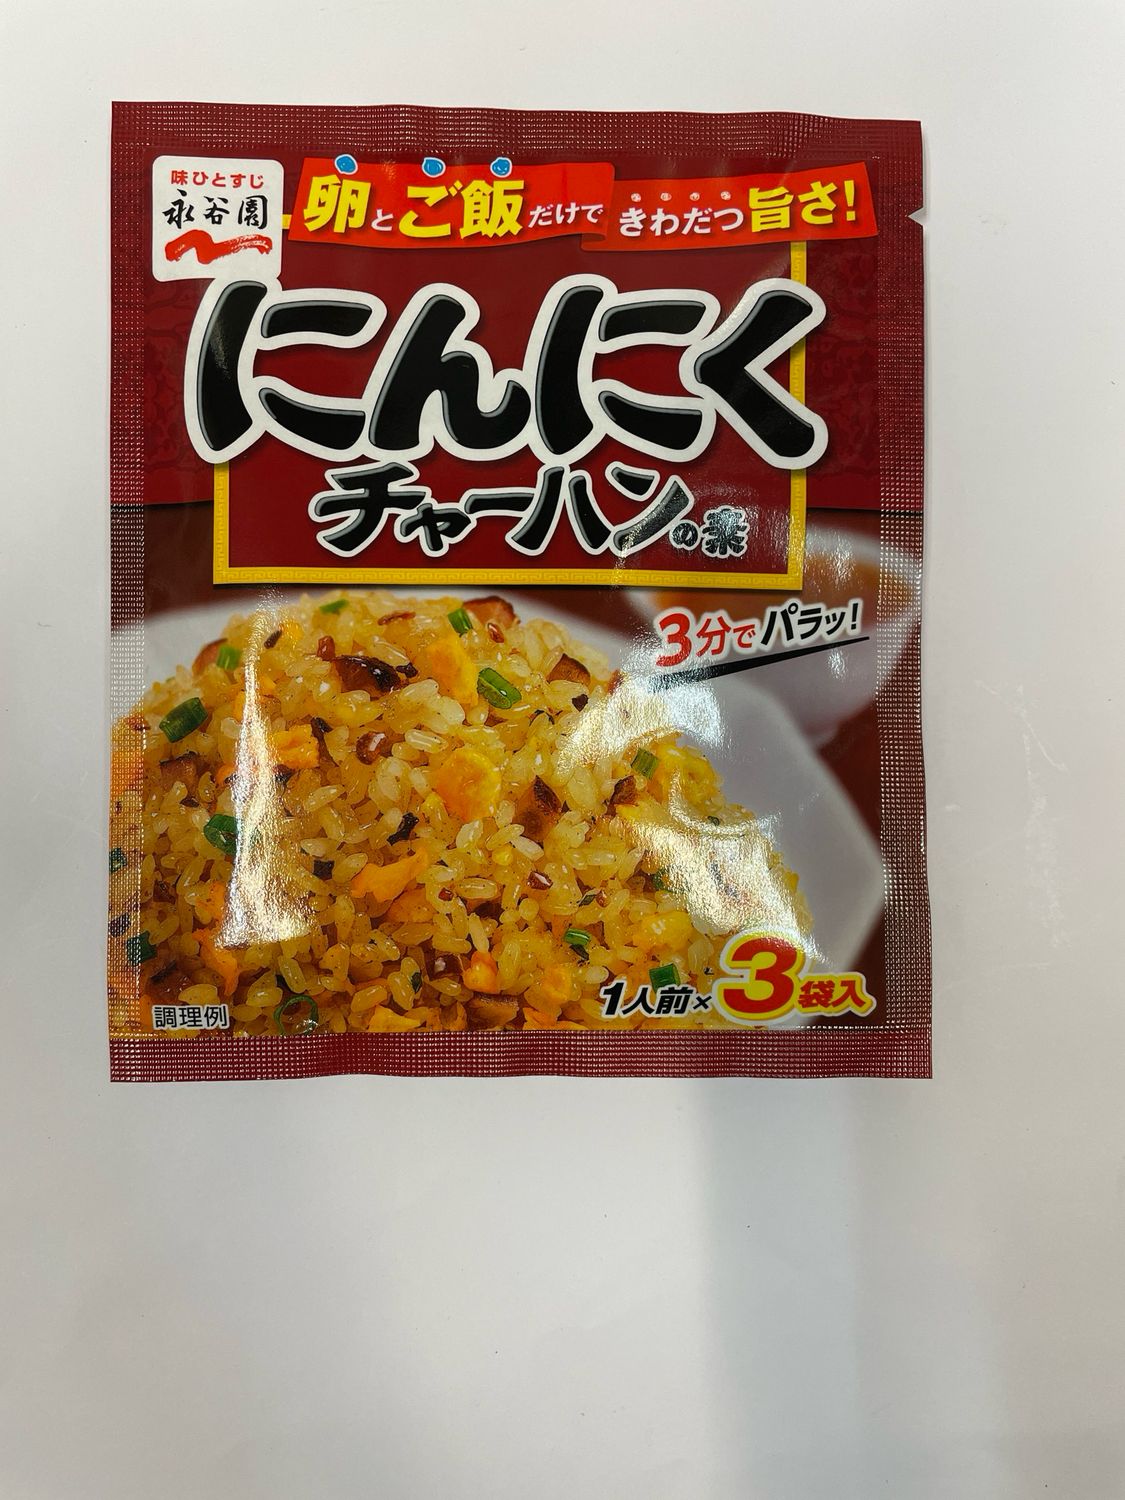 味ひとすじ
永谷園
卵とご飯だけできわだつ旨さ!
にんにく
チャーハンの素
3分でパラッ!
1人前×3袋入
調理例